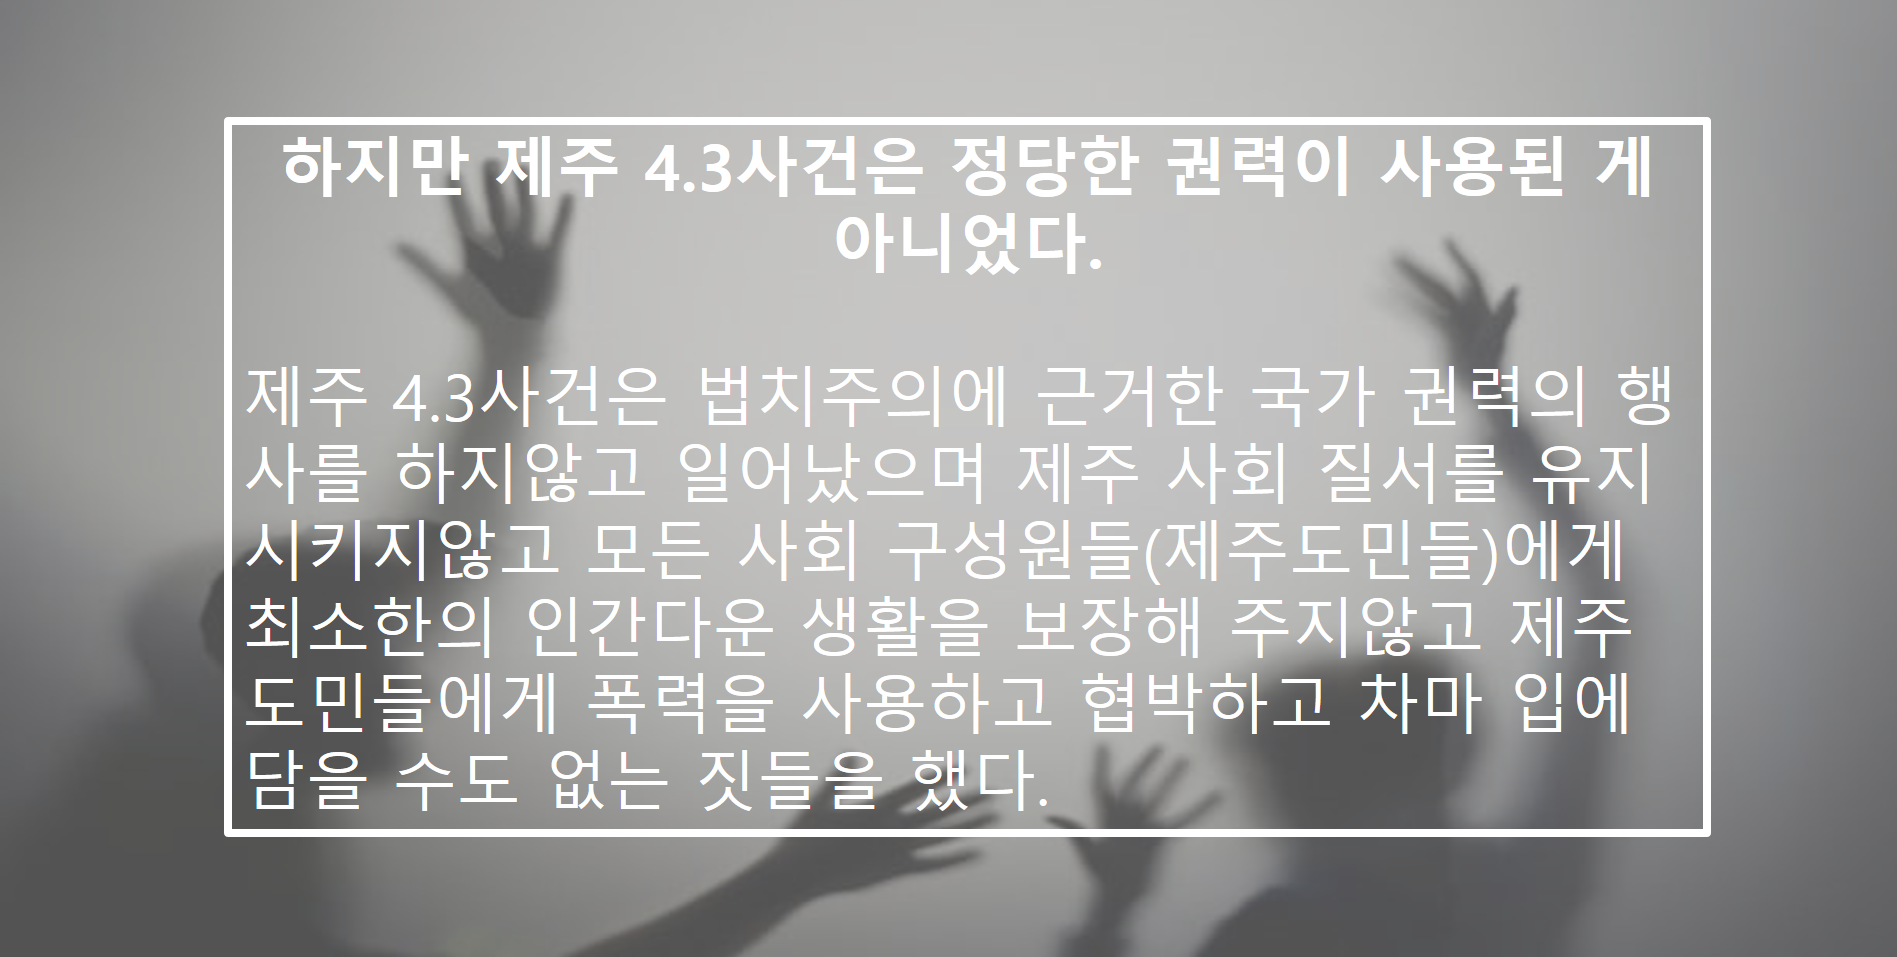 하지만 제주 4.3사건은 정당한 권력이 사용된 게
아니었다.
제주 4.3사건은 법치주의에 근거한 국가 권력의 행
사를 하지않고 일어났으며 제주 사회 질서를 유지
시키지않고 모든 사회 구성원들(제주도민들)에게
최소한의 인간다운 생활을 보장해 주지않고 제주
도민들에게 폭력을 사용하고 협박하고 차마 입에
담을 수도 없는 짓들을 했다.